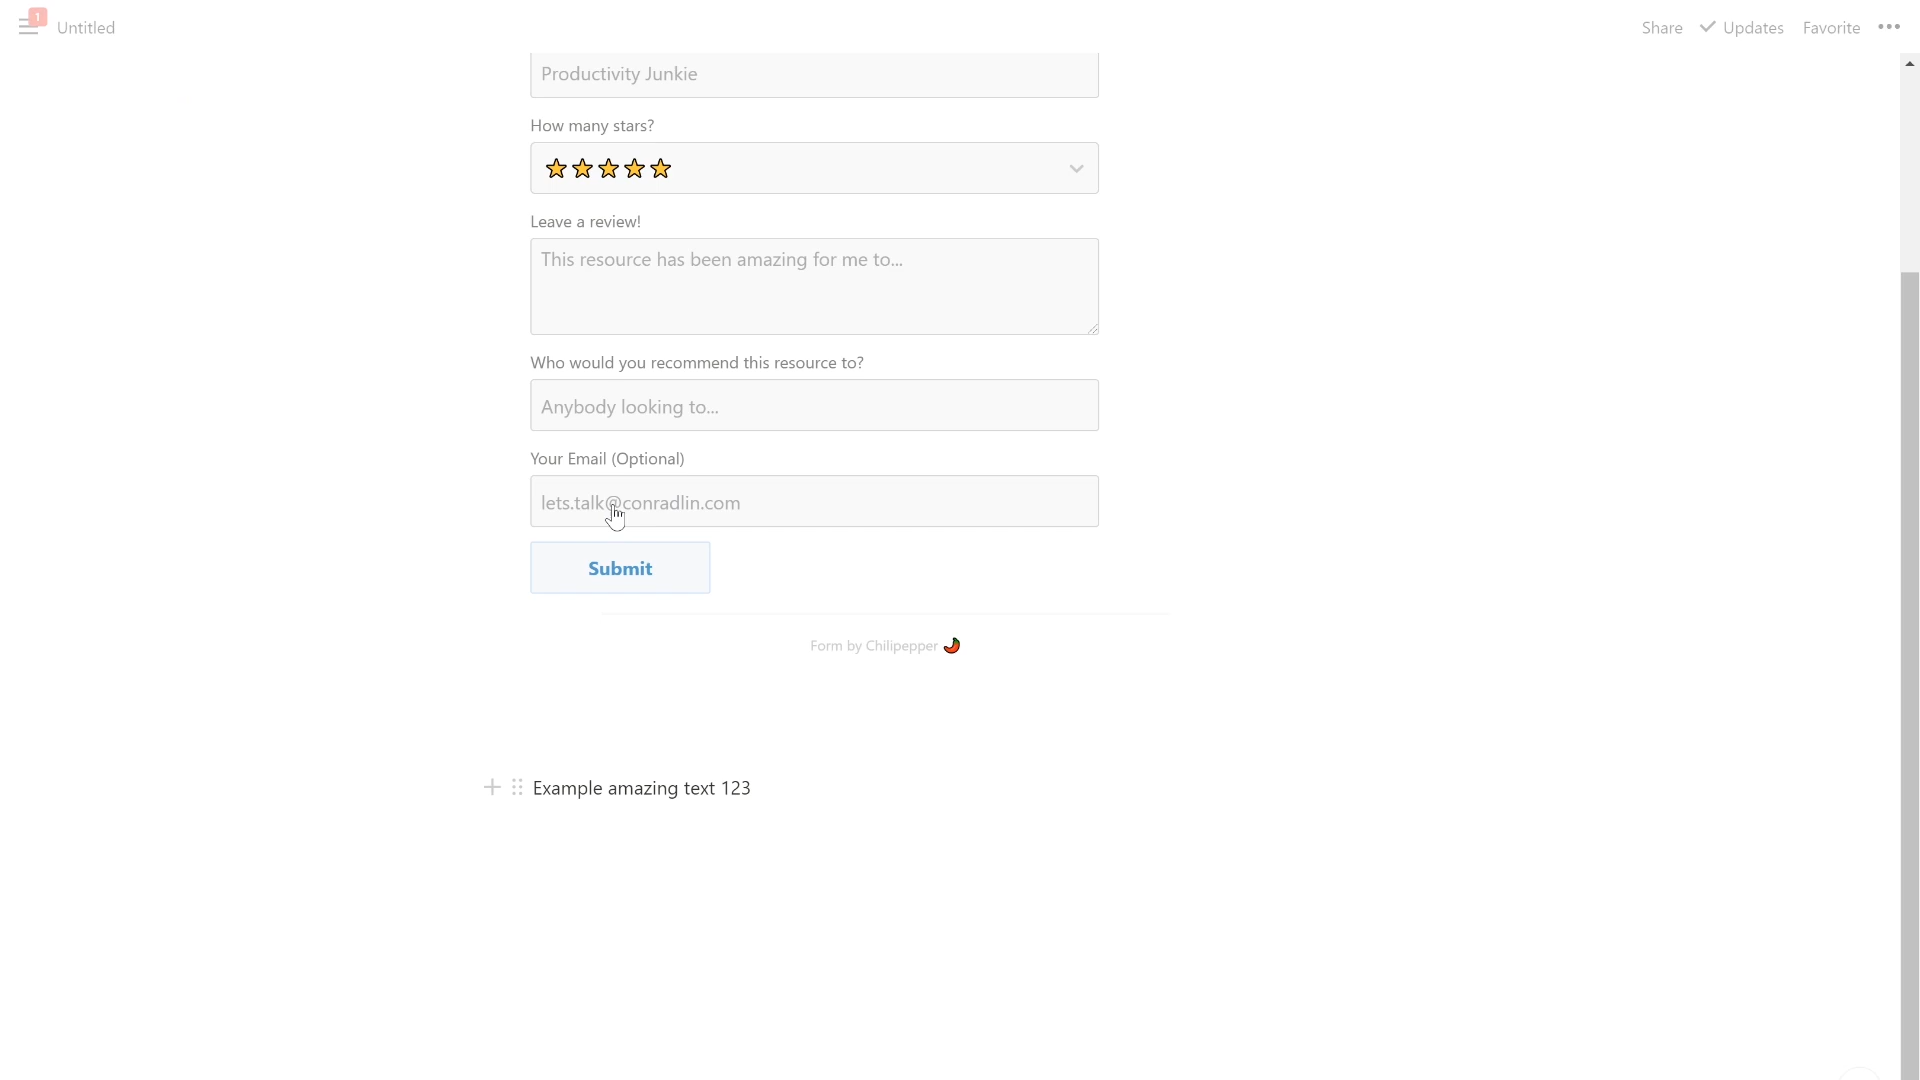 1
Untitled
Share ✓ Updates Favorite •••
Productivity Junkie
How many stars?
⭐⭐⭐⭐⭐
Leave a review!
This resource has been amazing for me to...
Who would you recommend this resource to?
Anybody looking to...
Your Email (Optional)
lets.talk@conradlin.com
Submit
Form by Chilipepper 🌶
Example amazing text 123